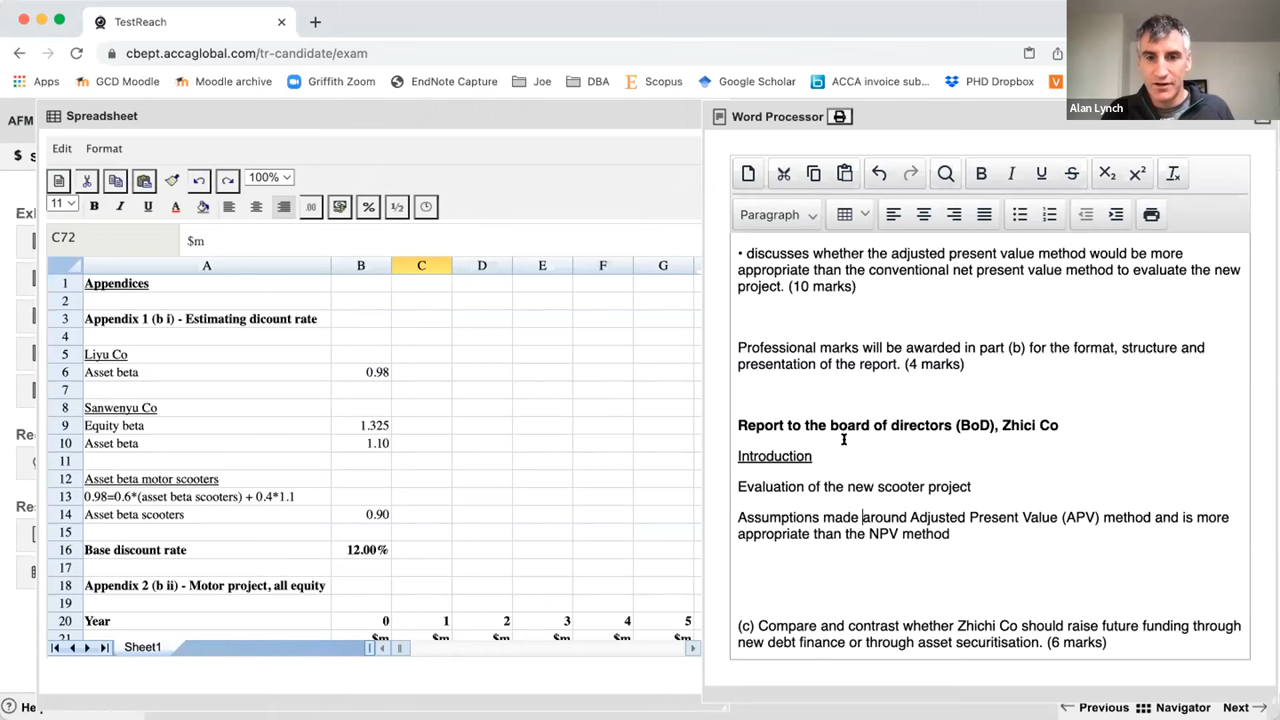 TestReach
cbept.accaglobal.com/tr-candidate/exam
Apps GCD Moodle Moodle archive Griffith Zoom EndNote Capture Joe DBA Scopus Google Scholar ACCA invoice sub... PHD Dropbox
Alan Lynch
AFM
Spreadsheet
Edit Format
100%
11
C72 $m
A B C D E F G
1 Appendices
2
3 Appendix 1 (b i) - Estimating dicount rate
4
5 Liyu Co
6 Asset beta 0.98
7
8 Sanwenyu Co
9 Equity beta 1.325
10 Asset beta 1.10
11
12 Asset beta motor scooters
13 0.98=0.6*(asset beta scooters) + 0.4*1.1
14 Asset beta scooters 0.90
15
16 Base discount rate 12.00%
17
18 Appendix 2 (b ii) - Motor project, all equity
19
20 Year 0 1 2 3 4 5
21 $m $m $m $m $m $m
Sheet1
Word Processor
Paragraph
• discusses whether the adjusted present value method would be more
appropriate than the conventional net present value method to evaluate the new
project. (10 marks)
Professional marks will be awarded in part (b) for the format, structure and
presentation of the report. (4 marks)
Report to the board of directors (BoD), Zhici Co
Introduction
Evaluation of the new scooter project
Assumptions made around Adjusted Present Value (APV) method and is more
appropriate than the NPV method
(c) Compare and contrast whether Zhichi Co should raise future funding through
new debt finance or through asset securitisation. (6 marks)
Previous Navigator Next